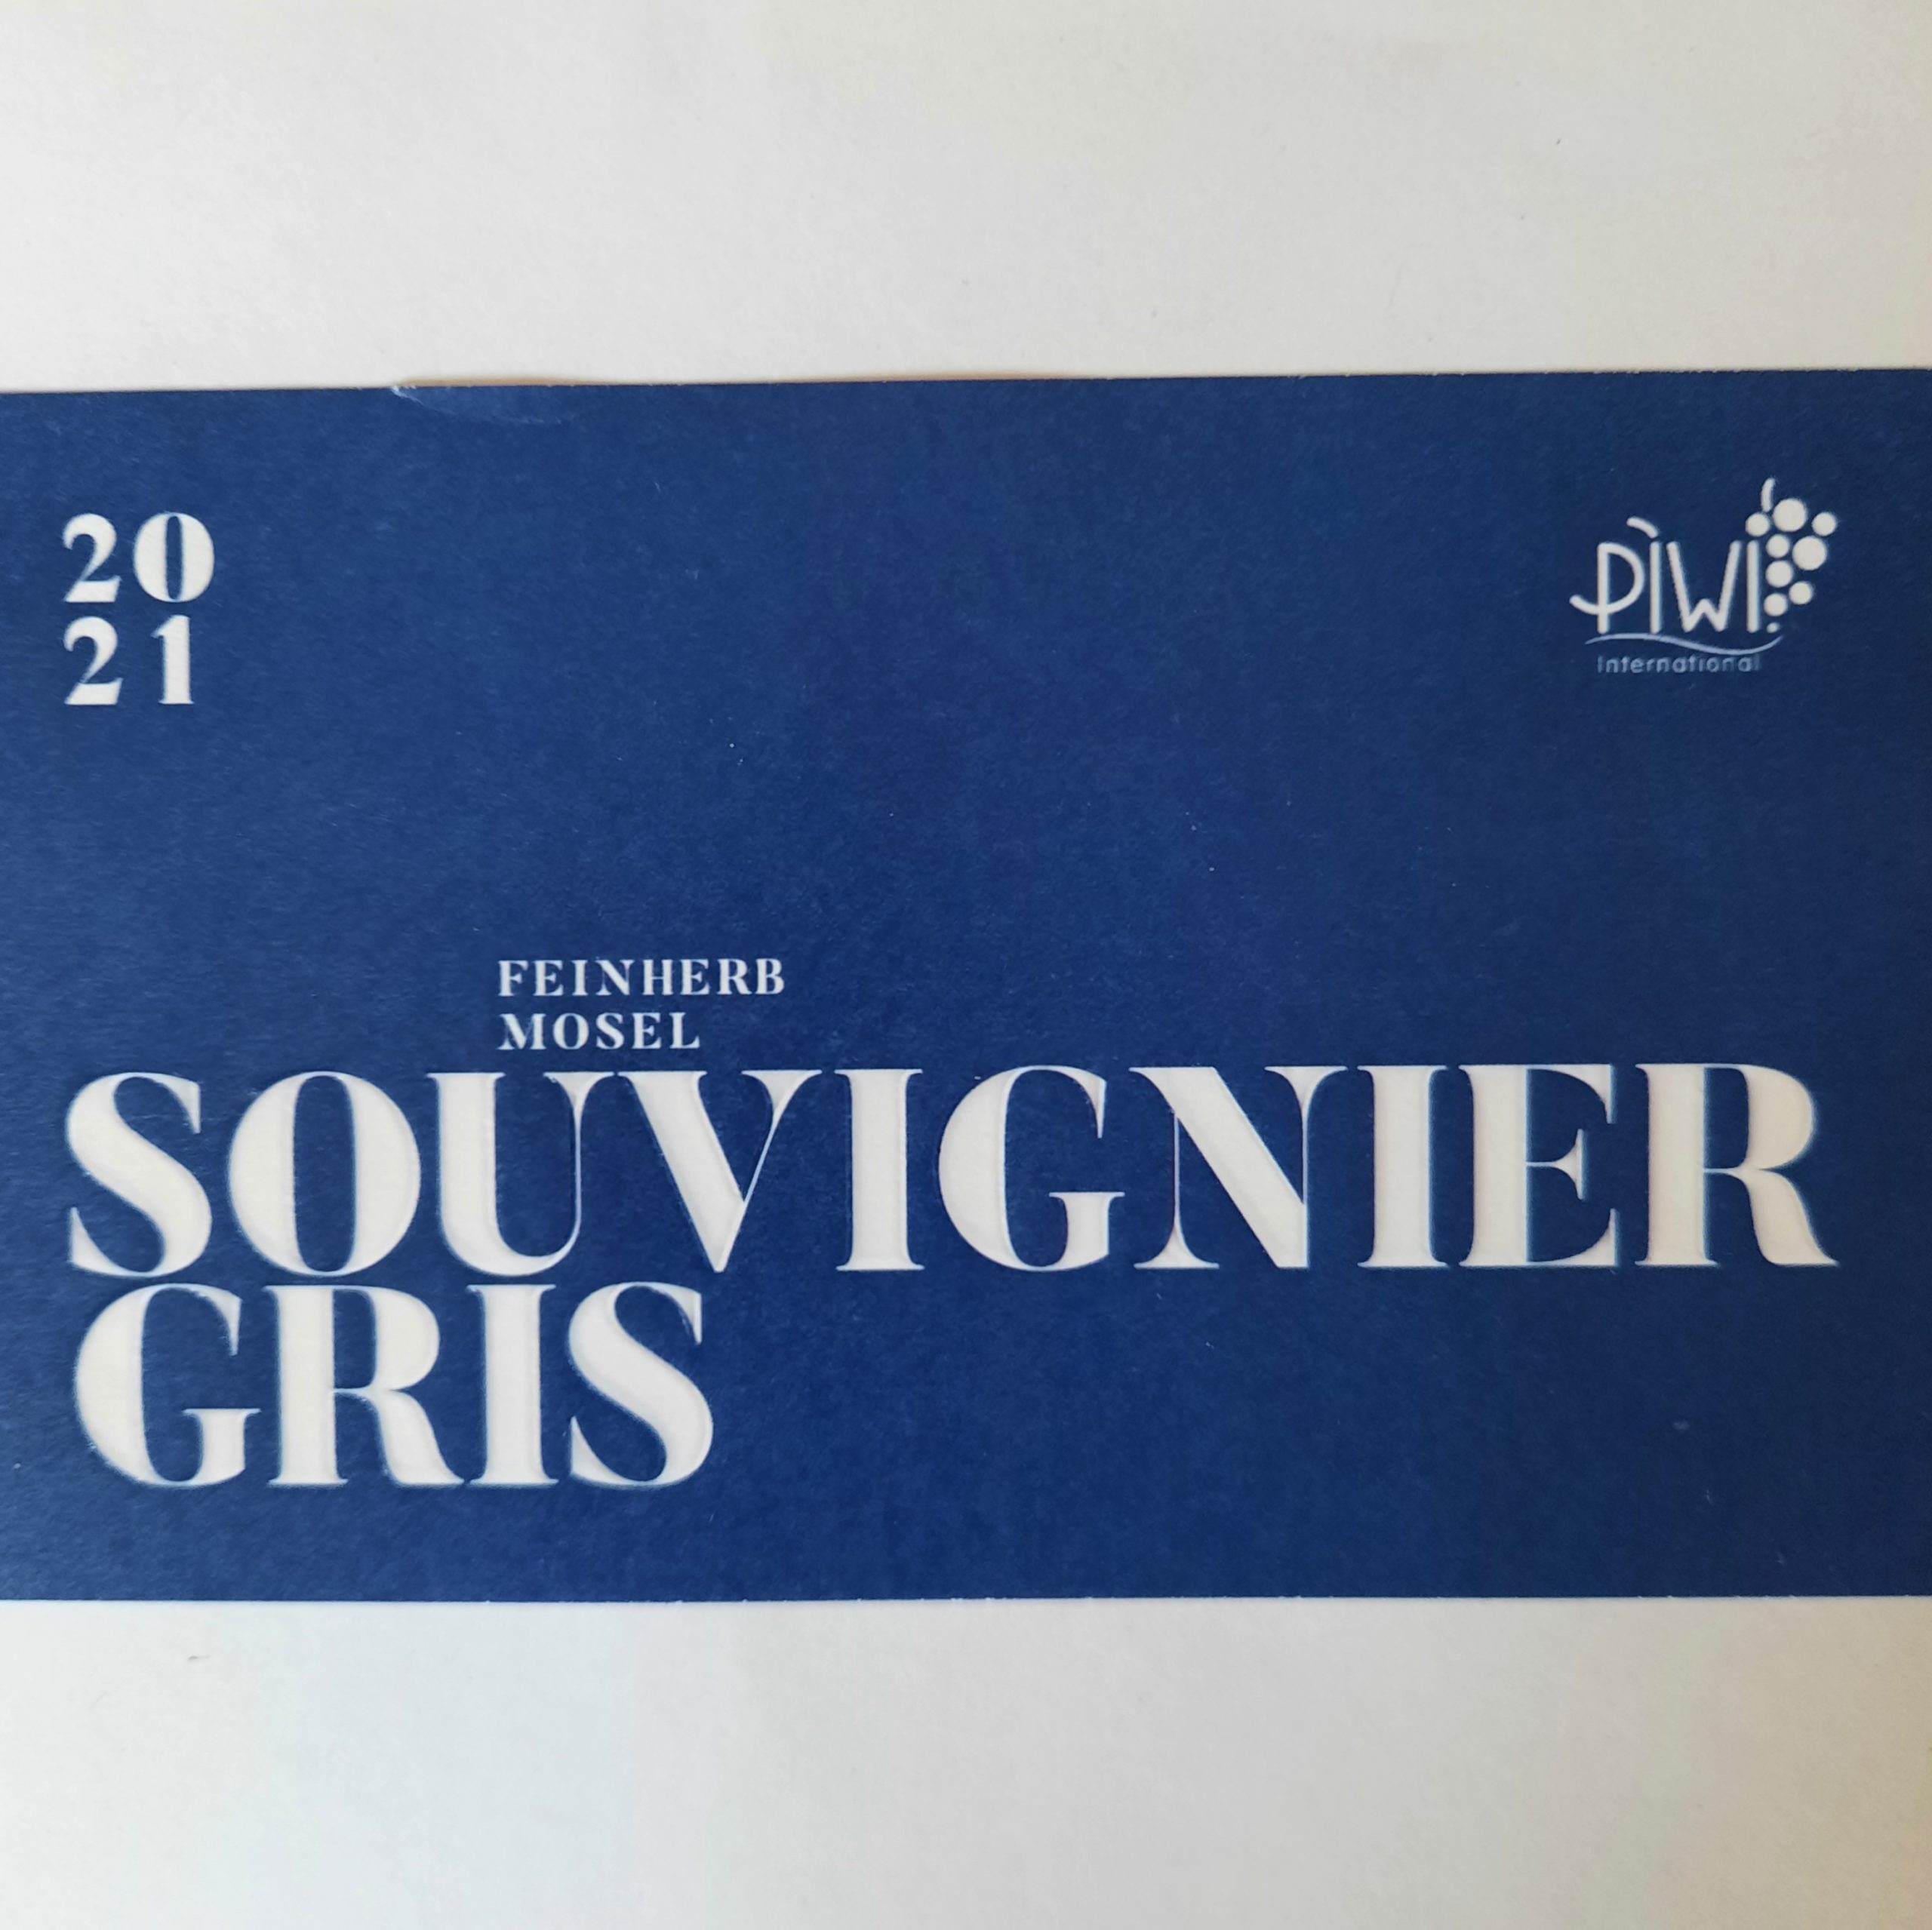 20
21
PIWI
International
FEINHERB
MOSEL
SOUVIGNIER
GRIS